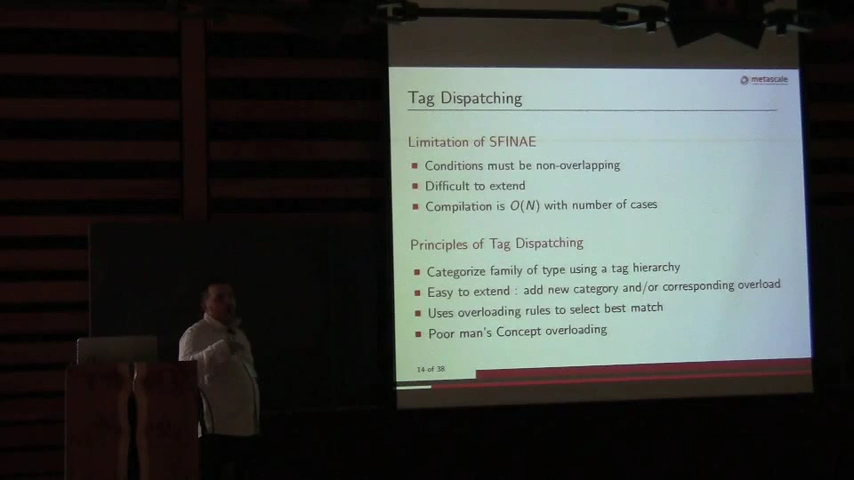 metascale
Tag Dispatching
Limitation of SFINAE
Conditions must be non-overlapping
Difficult to extend
Compilation is O(N) with number of cases
Principles of Tag Dispatching
Categorize family of type using a tag hierarchy
Easy to extend : add new category and/or corresponding overload
Uses overloading rules to select best match
Poor man's Concept overloading
14 of 38